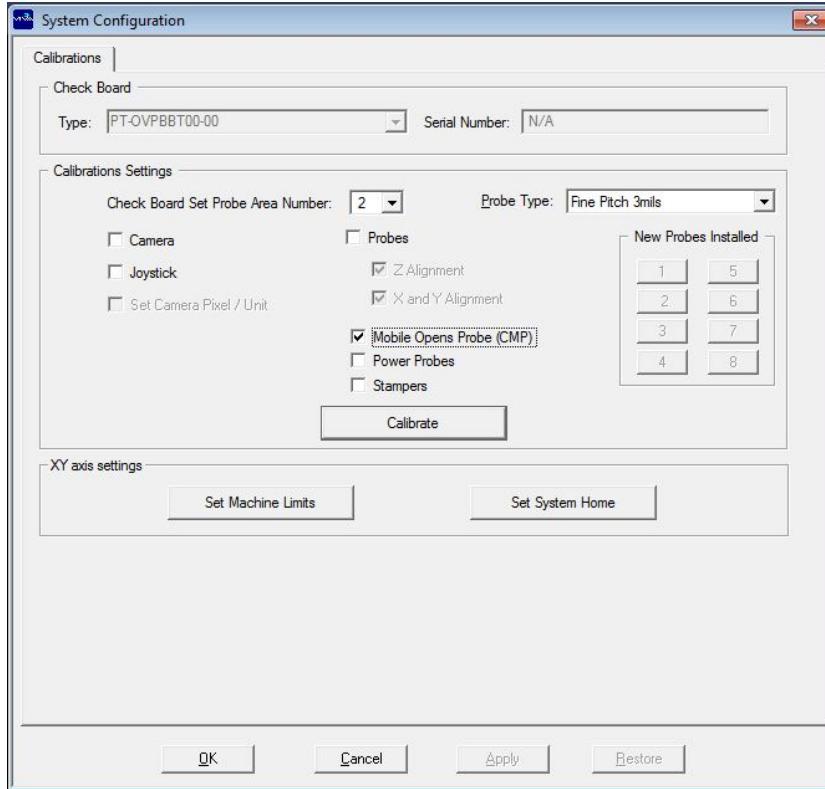 System Configuration
Calibrations
Check Board
Type: PT-OVPBBT00-00 Serial Number: N/A
Calibrations Settings
Check Board Set Probe Area Number: 2 Probe Type: Fine Pitch 3mils
Camera Probes New Probes Installed
Joystick Z Alignment 1 5
Set Camera Pixel / Unit X and Y Alignment 2 6
Mobile Opens Probe (CMP) 3 7
Power Probes 4 8
Stampers
Calibrate
XY axis settings
Set Machine Limits Set System Home
OK Cancel Apply Restore